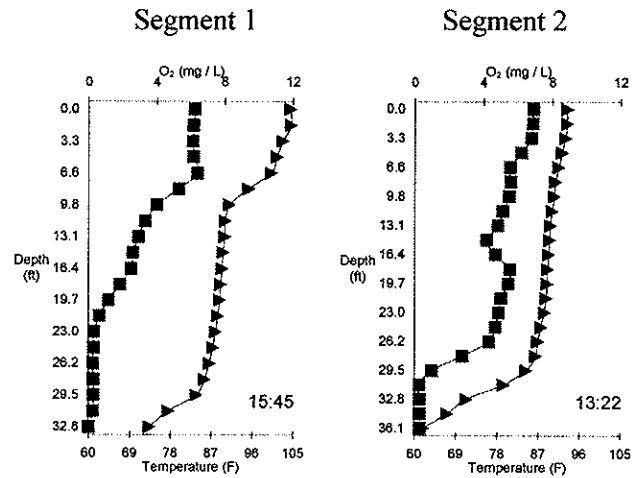 Segment 1
0 4 8 12
O₂ (mg / L)
0.0
3.3
6.6
9.8
13.1
Depth
(ft)
16.4
19.7
23.0
26.2
29.5
32.8
15:45
60 69 78 87 96 105
Temperature (F)
Segment 2
0 4 8 12
O₂ (mg / L)
0.0
3.3
6.6
9.8
13.1
Depth
(ft)
16.4
19.7
23.0
26.2
29.5
32.8
36.1
13:22
60 69 78 87 96 105
Temperature (F)